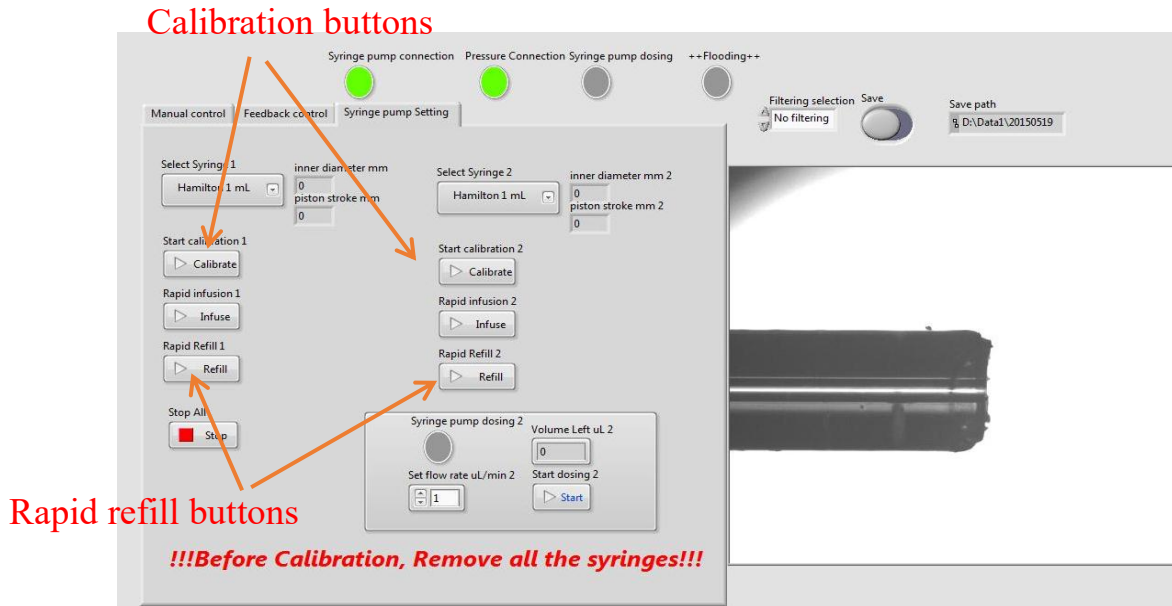 Calibration buttons
Syringe pump connection Pressure Connection Syringe pump dosing ++Flooding++
Manual control Feedback control Syringe pump Setting
Filtering selection Save Save path
No filtering D:\Data1\20150519
Select Syringe 1 inner diameter mm Select Syringe 2 inner diameter mm 2
Hamilton 1 mL 0 Hamilton 1 mL 0
piston stroke mm piston stroke mm 2
0 0
Start calibration 1 Start calibration 2
Calibrate Calibrate
Rapid infusion 1 Rapid infusion 2
Infuse Infuse
Rapid Refill 1 Rapid Refill 2
Refill Refill
Stop All Syringe pump dosing 2 Volume Left uL 2
Stop 0
Set flow rate uL/min 2 Start dosing 2
1 Start
Rapid refill buttons
!!!Before Calibration, Remove all the syringes!!!